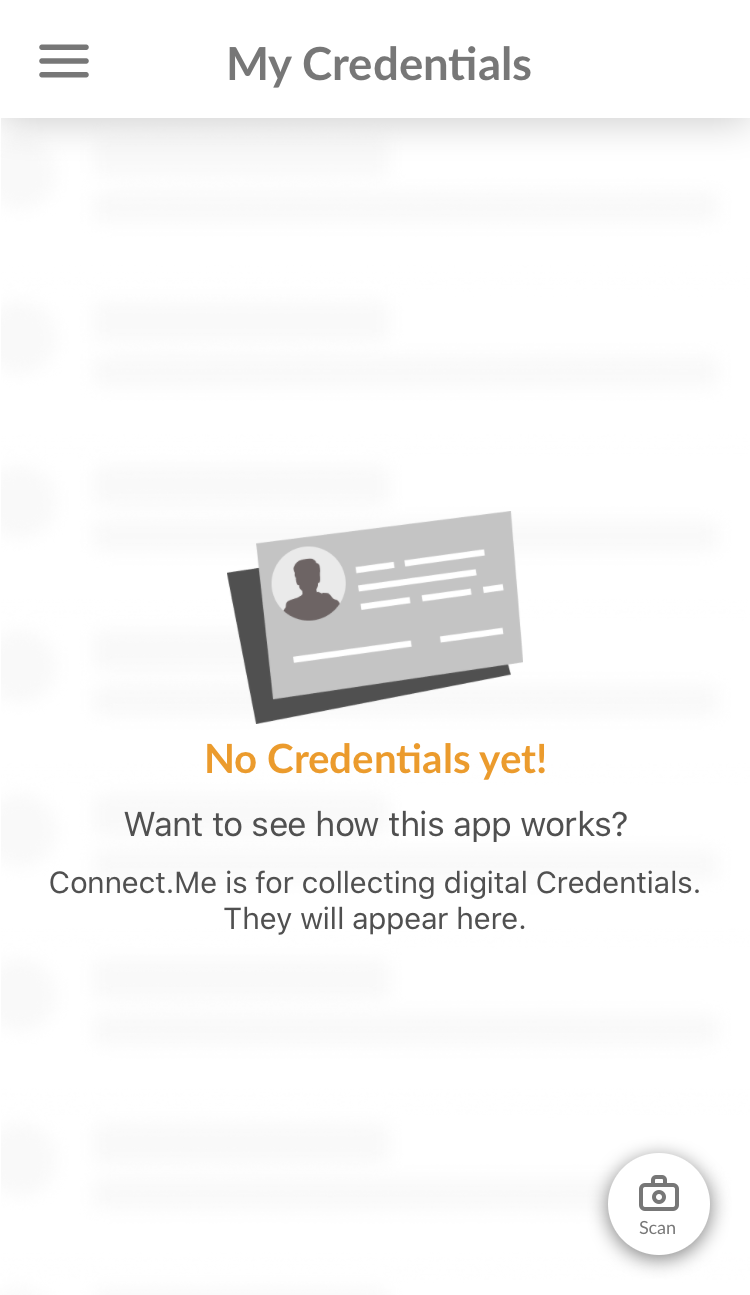 My Credentials
No Credentials yet!
Want to see how this app works?
Connect.Me is for collecting digital Credentials.
They will appear here.
Scan